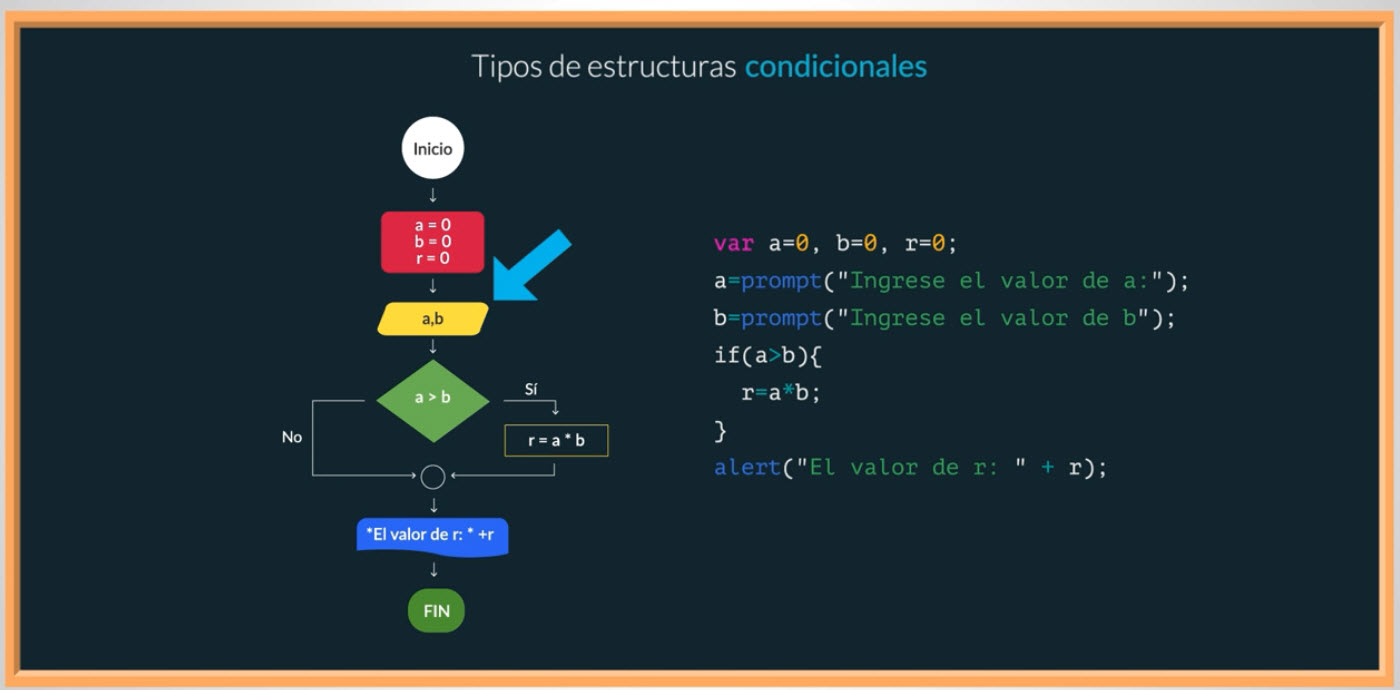 Tipos de estructuras condicionales
Inicio
a = 0
b = 0
r = 0
a,b
a > b
Sí
No
r = a * b
*El valor de r: * +r
FIN
var a=0, b=0, r=0;
a=prompt("Ingrese el valor de a:");
b=prompt("Ingrese el valor de b");
if(a>b){
  r=a*b;
}
alert("El valor de r: " + r);